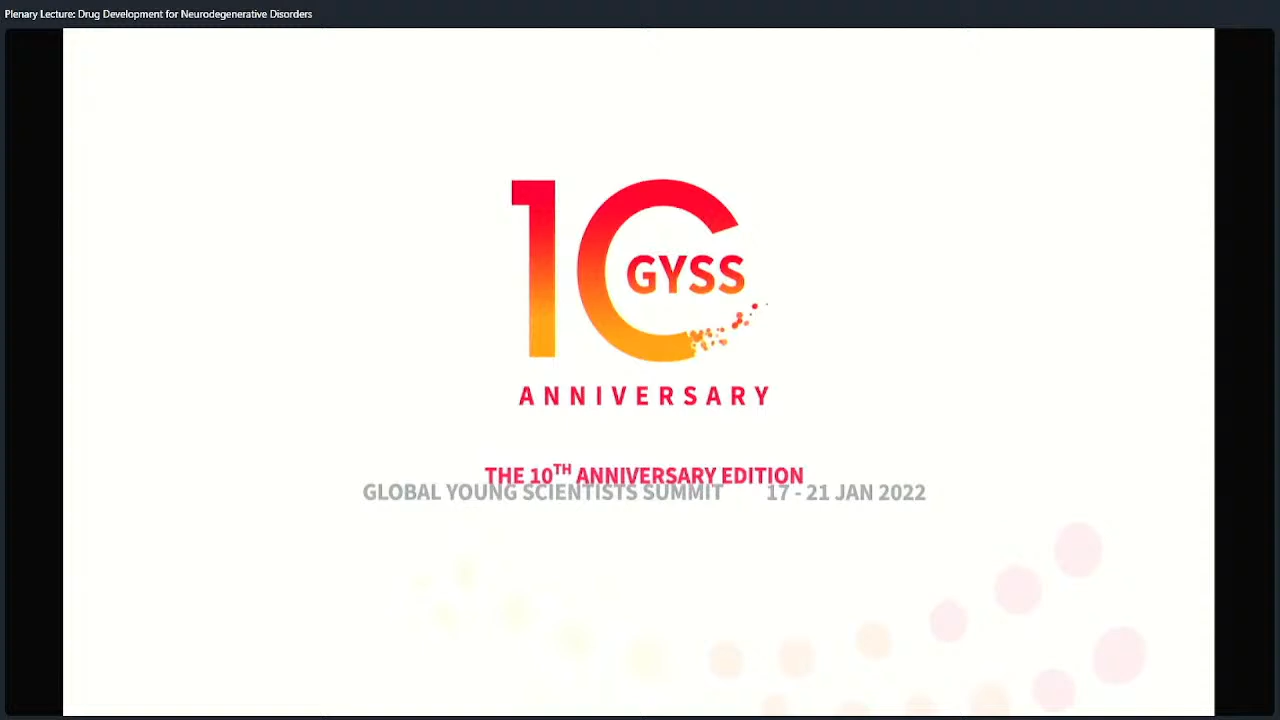 Plenary Lecture: Drug Development for Neurodegenerative Disorders
10
GYSS
ANNIVERSARY
THE 10TH ANNIVERSARY EDITION
GLOBAL YOUNG SCIENTISTS SUMMIT 17 - 21 JAN 2022